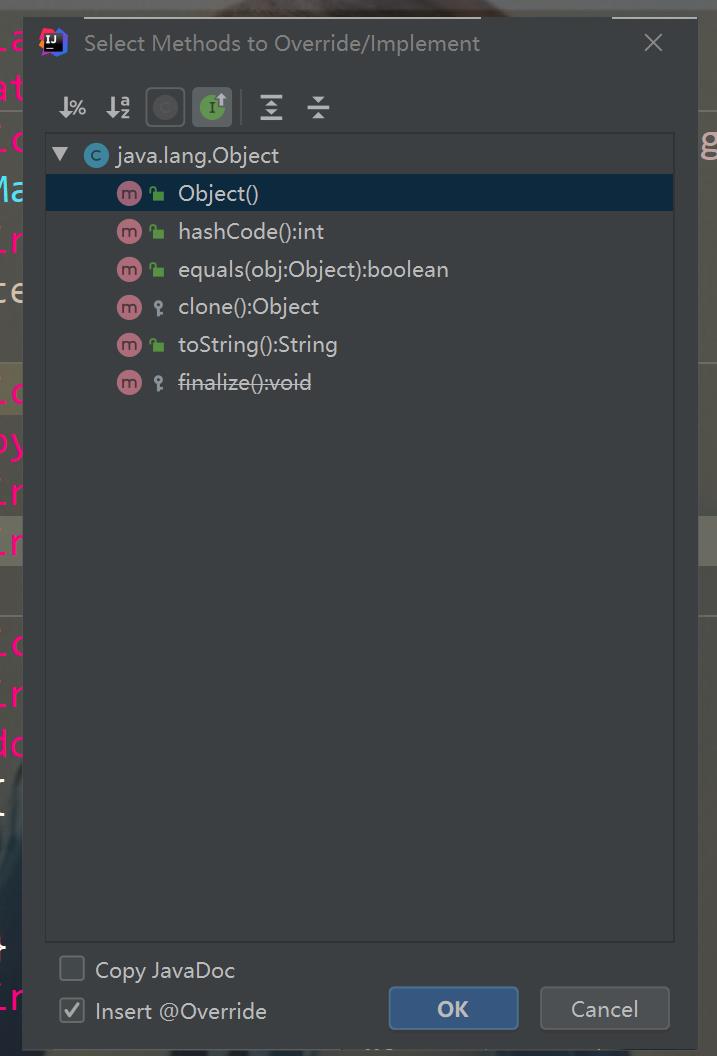 Select Methods to Override/Implement
java.lang.Object
Object()
hashCode():int
equals(obj:Object):boolean
clone():Object
toString():String
finalize():void
Copy JavaDoc
Insert @Override
OK
Cancel